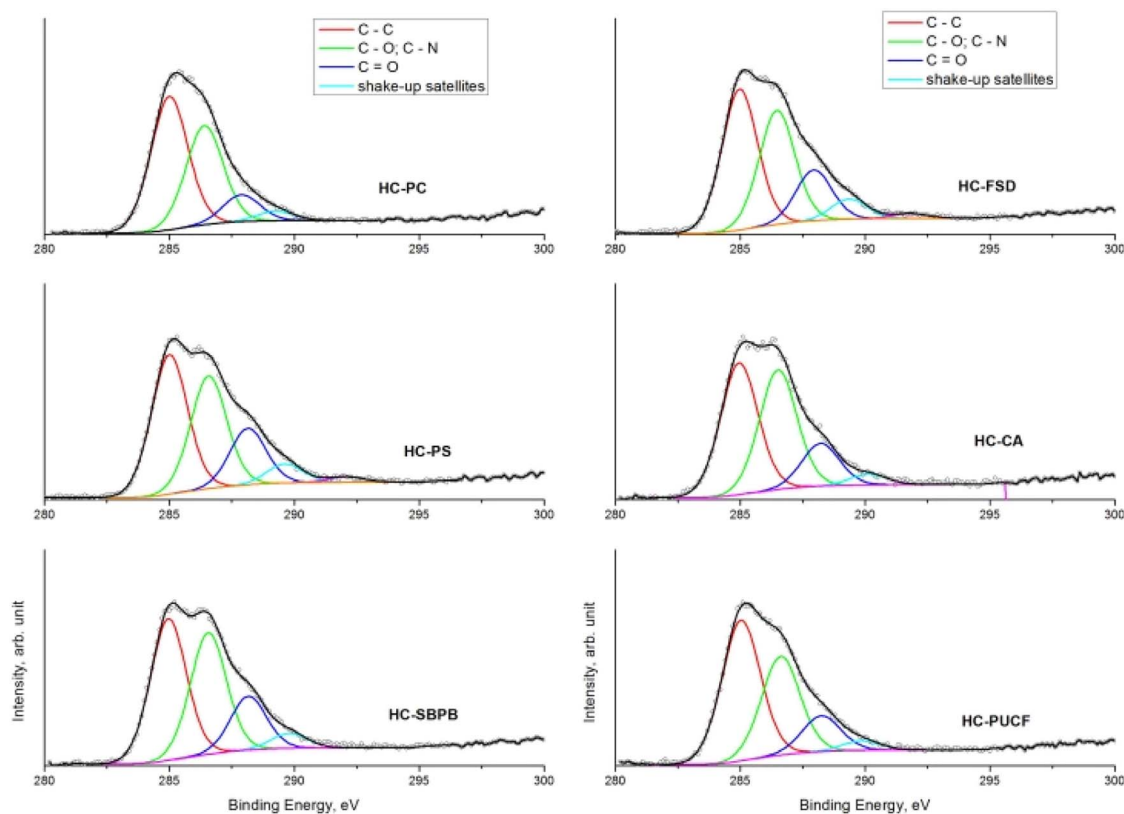 C - C
C - O; C - N
C = O
shake-up satellites
HC-PC
280 285 290 295 300
C - C
C - O; C - N
C = O
shake-up satellites
HC-FSD
280 285 290 295 300
HC-PS
280 285 290 295 300
HC-CA
280 285 290 295 300
Intensity, arb. unit
HC-SBPB
280 285 290 295 300
Binding Energy, eV
Intensity, arb. unit
HC-PUCF
280 285 290 295 300
Binding Energy, eV